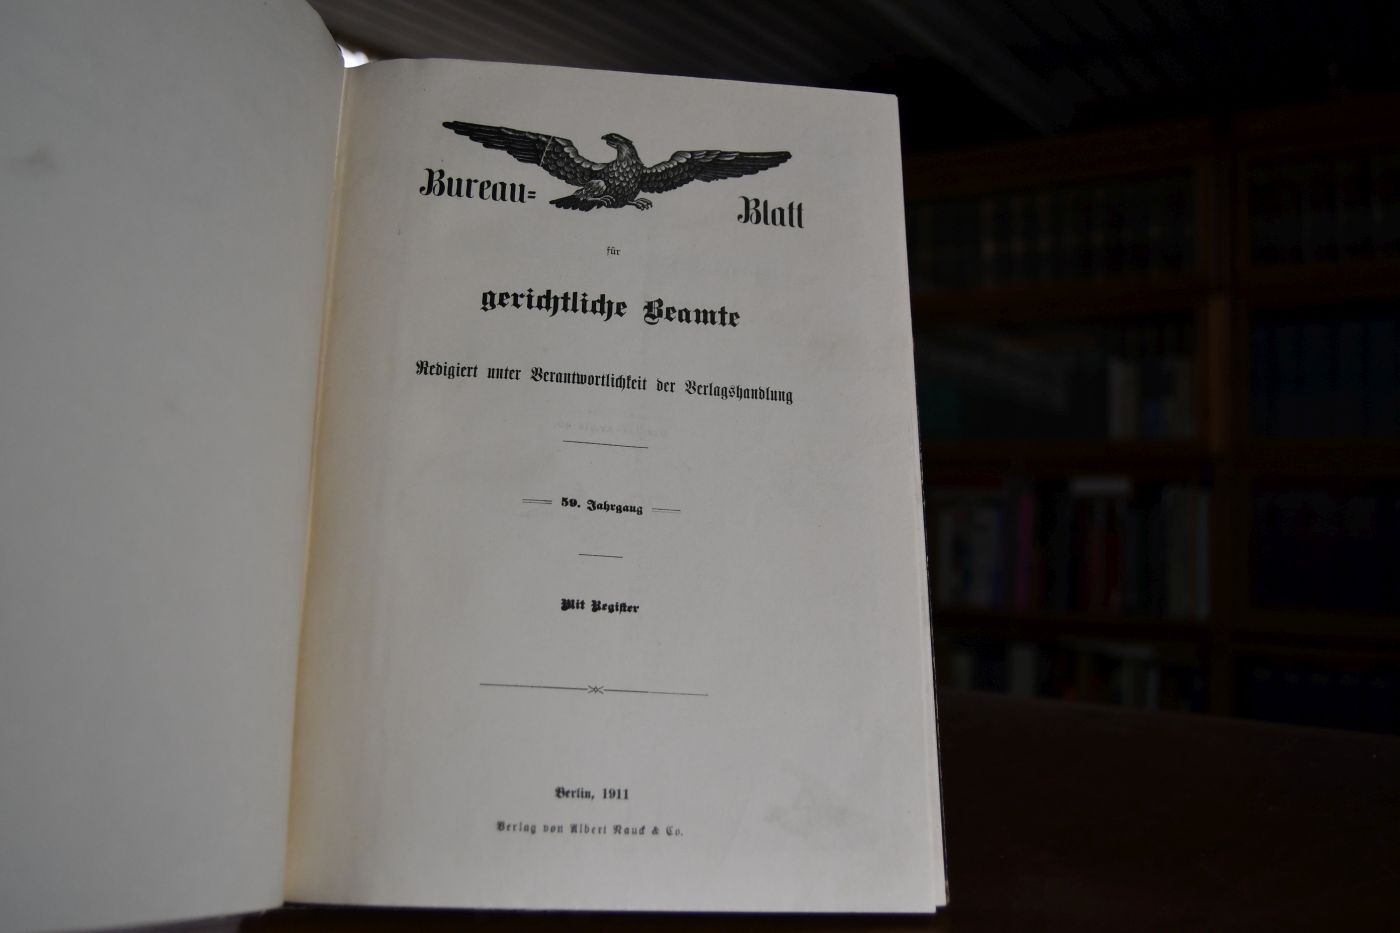 Bureau= Blatt
für
gerichtliche Beamte
Redigiert unter Verantwortlichkeit der Verlagshandlung
59. Jahrgang
Mit Register
Berlin, 1911
Verlag von Albert Nauck & Co.